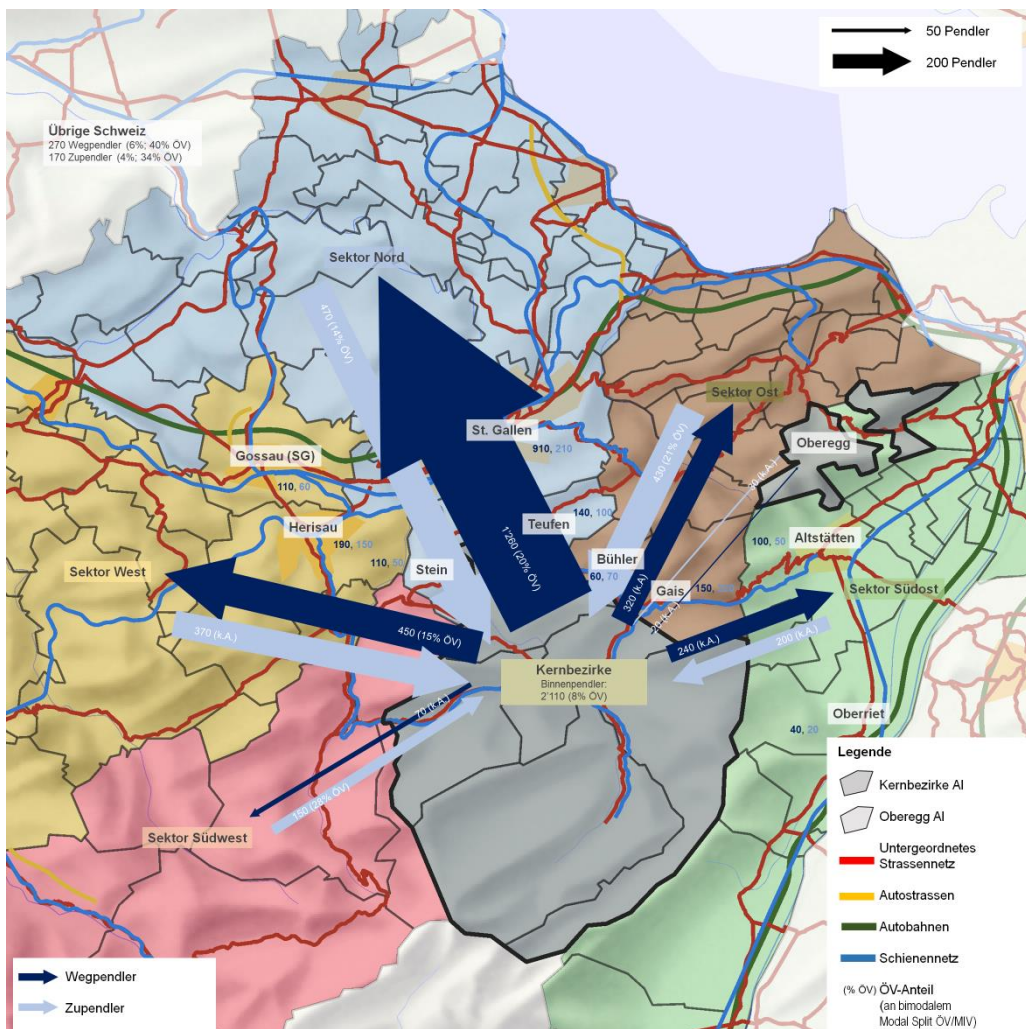 50 Pendler
200 Pendler
Übrige Schweiz
270 Wegpendler (6%; 40% ÖV)
170 Zupendler (4%; 34% ÖV)
Sektor Nord
470 (14% ÖV)
Sektor Ost
St. Gallen
910, 210
Oberegg
Gossau (SG)
110, 60
430 (21% ÖV)
(k.A.)
Teufen
140, 100
Herisau
190, 150
1'260 (20% ÖV)
Altstätten
100, 50
Stein
110, 50
Bühler
60, 70
Sektor West
Gais
150,
Sektor Südost
320 (k.A.)
20 (k.A.)
450 (15% ÖV)
370 (k.A.)
240 (k.A.)
200 (k.A.)
Kernbezirke
Binnenpendler:
2'110 (8% ÖV)
70 (k.A.)
Oberriet
40, 20
150 (28% ÖV)
Sektor Südwest
Legende
Kernbezirke AI
Oberegg AI
Untergeordnetes
Strassennetz
Autostrassen
Autobahnen
Schienennetz
(% ÖV) ÖV-Anteil
(an bimodalem
Modal Split ÖV/MIV)
Wegpendler
Zupendler